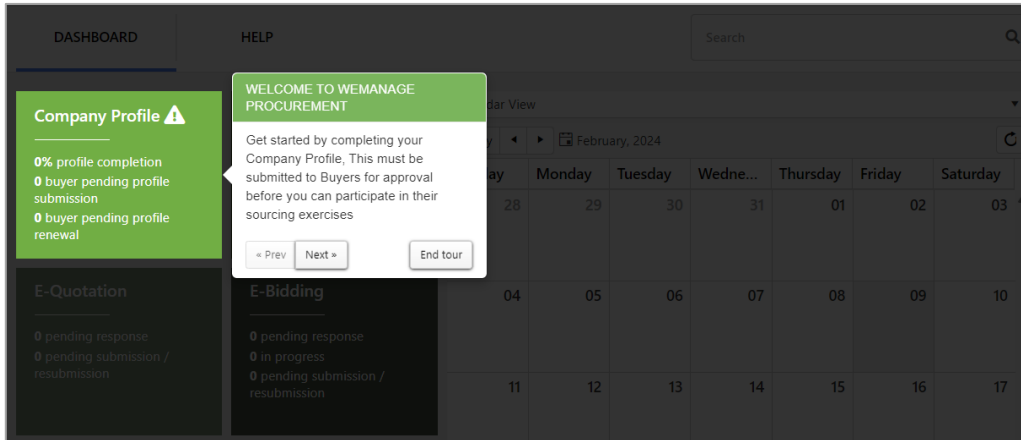 DASHBOARD
HELP
Search
Company Profile
0% profile completion
0 buyer pending profile
submission
0 buyer pending profile
renewal
WELCOME TO WEMANAGE
PROCUREMENT
Get started by completing your
Company Profile, This must be
submitted to Buyers for approval
before you can participate in their
sourcing exercises
« Prev
Next »
End tour
dar View
y
February, 2024
ay Monday Tuesday Wedne... Thursday Friday Saturday
28 29 30 31 01 02 03
E-Quotation
0 pending response
0 pending submission /
resubmission
E-Bidding
0 pending response
0 in progress
0 pending submission /
resubmission
04 05 06 07 08 09 10
11 12 13 14 15 16 17